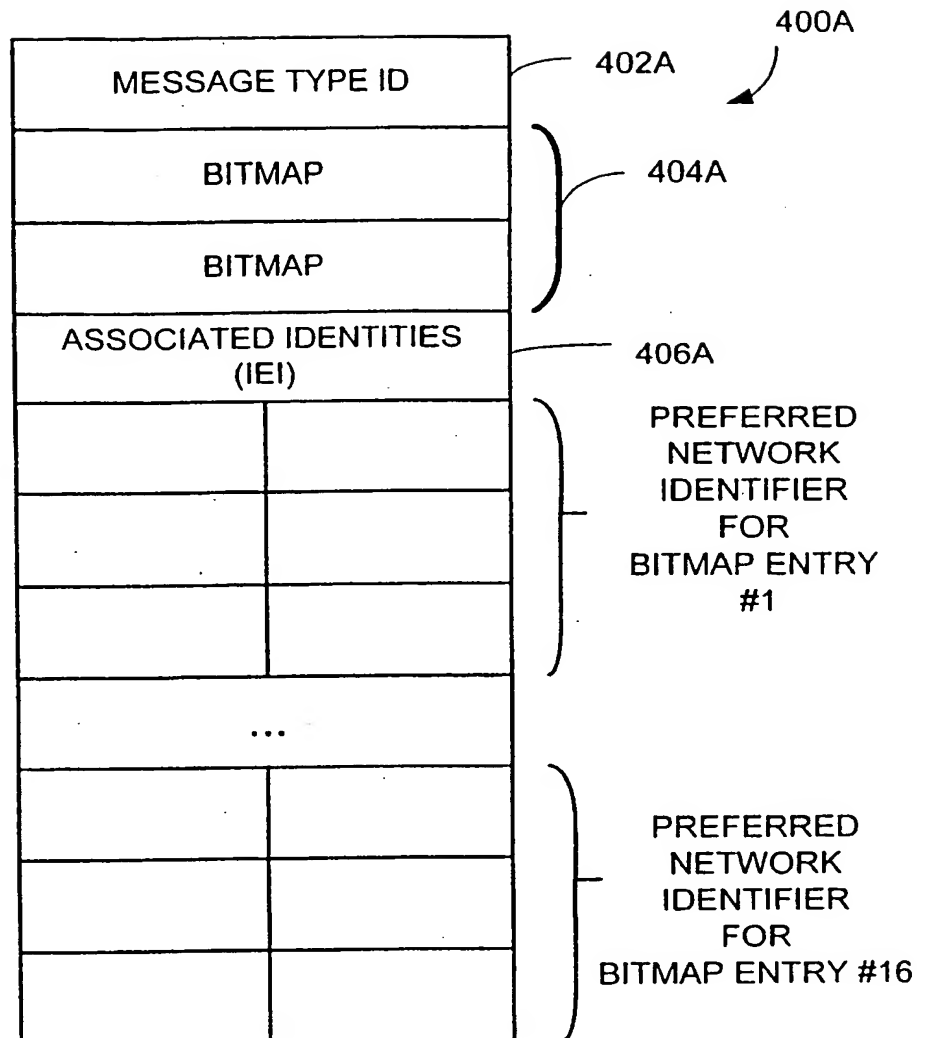 400A
MESSAGE TYPE ID
402A
BITMAP
404A
BITMAP
ASSOCIATED IDENTITIES
(IEI)
406A
PREFERRED
NETWORK
IDENTIFIER
FOR
BITMAP ENTRY
#1
...
PREFERRED
NETWORK
IDENTIFIER
FOR
BITMAP ENTRY #16